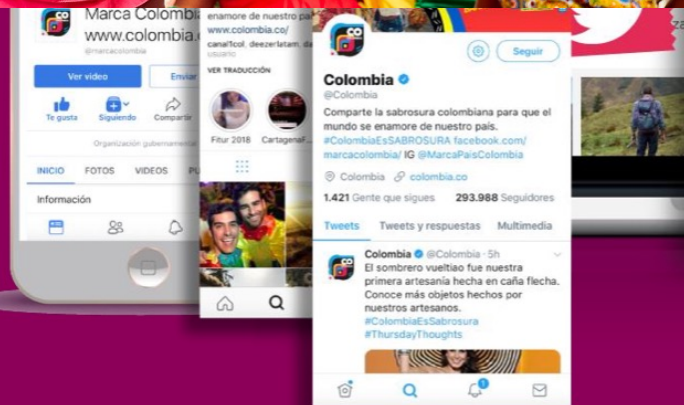 Marca Colombia
www.colombia.
@marcacolombia
Ver video
Enviar
Te gusta
Siguiendo
Compartir
Organización gubernamental
INICIO FOTOS VIDEOS
Información
enamore de nuestro país
www.colombia.co/
canal1col, deezerlatam,
usuario
VER TRADUCCIÓN
Fitur 2018
CartagenaF...
CO
Seguir
Colombia
@Colombia
Comparte la sabrosura colombiana para que el
mundo se enamore de nuestro país.
#ColombiaEsSABROSURA facebook.com/
marcacolombia/ IG @MarcaPaisColombia
Colombia colombia.co
1.421 Gente que sigues 293.988 Seguidores
Tweets Tweets y respuestas Multimedia
Colombia @Colombia · 5h
El sombrero vueltiao fue nuestra
primera artesanía hecha en caña flecha.
Conoce más objetos hechos por
nuestros artesanos.
#ColombiaEsSabrosura
#ThursdayThoughts